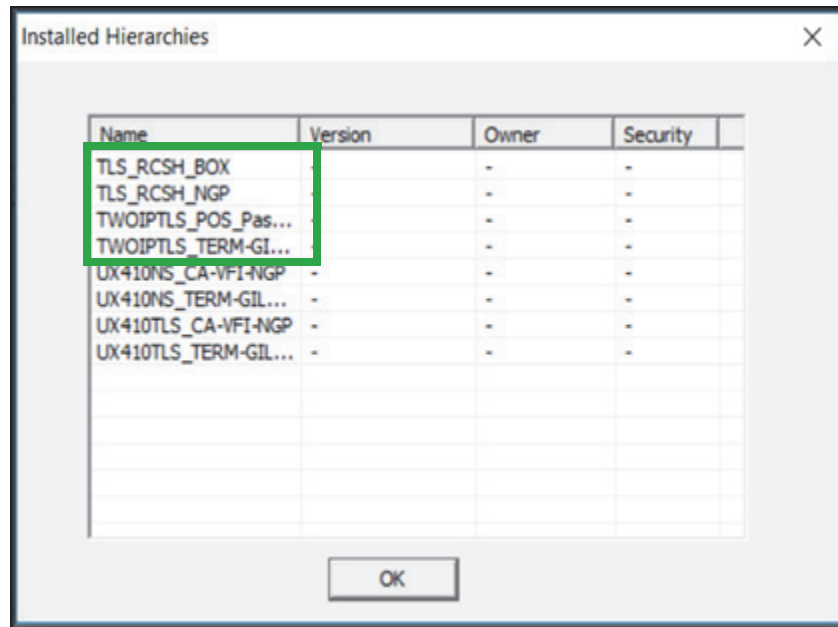 Installed Hierarchies
Name Version Owner Security
TLS_RCSH_BOX - - -
TLS_RCSH_NGP - - -
TWOIPTLS_POS_Pas... - - -
TWOIPTLS_TERM-GI... - - -
UX410NS_CA-VFI-NGP - - -
UX410NS_TERM-GIL... - - -
UX410TLS_CA-VFI-NGP - - -
UX410TLS_TERM-GIL... - - -
OK